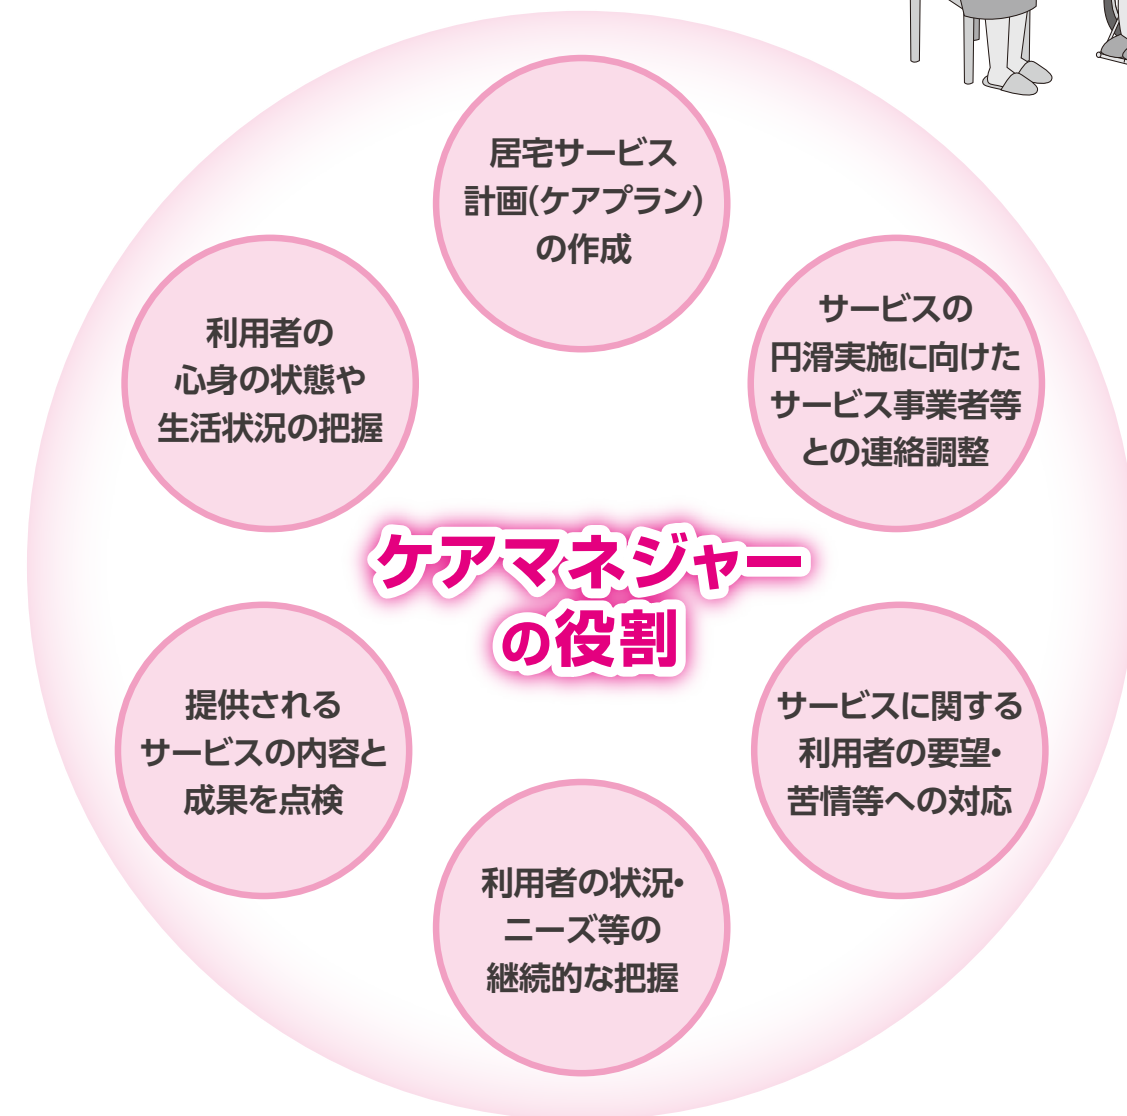 居宅サービス
計画(ケアプラン)
の作成
利用者の
心身の状態や
生活状況の把握
サービスの
円滑実施に向けた
サービス事業者等
との連絡調整
ケアマネジャー
の役割
提供される
サービスの内容と
成果を点検
サービスに関する
利用者の要望・
苦情等への対応
利用者の状況・
ニーズ等の
継続的な把握